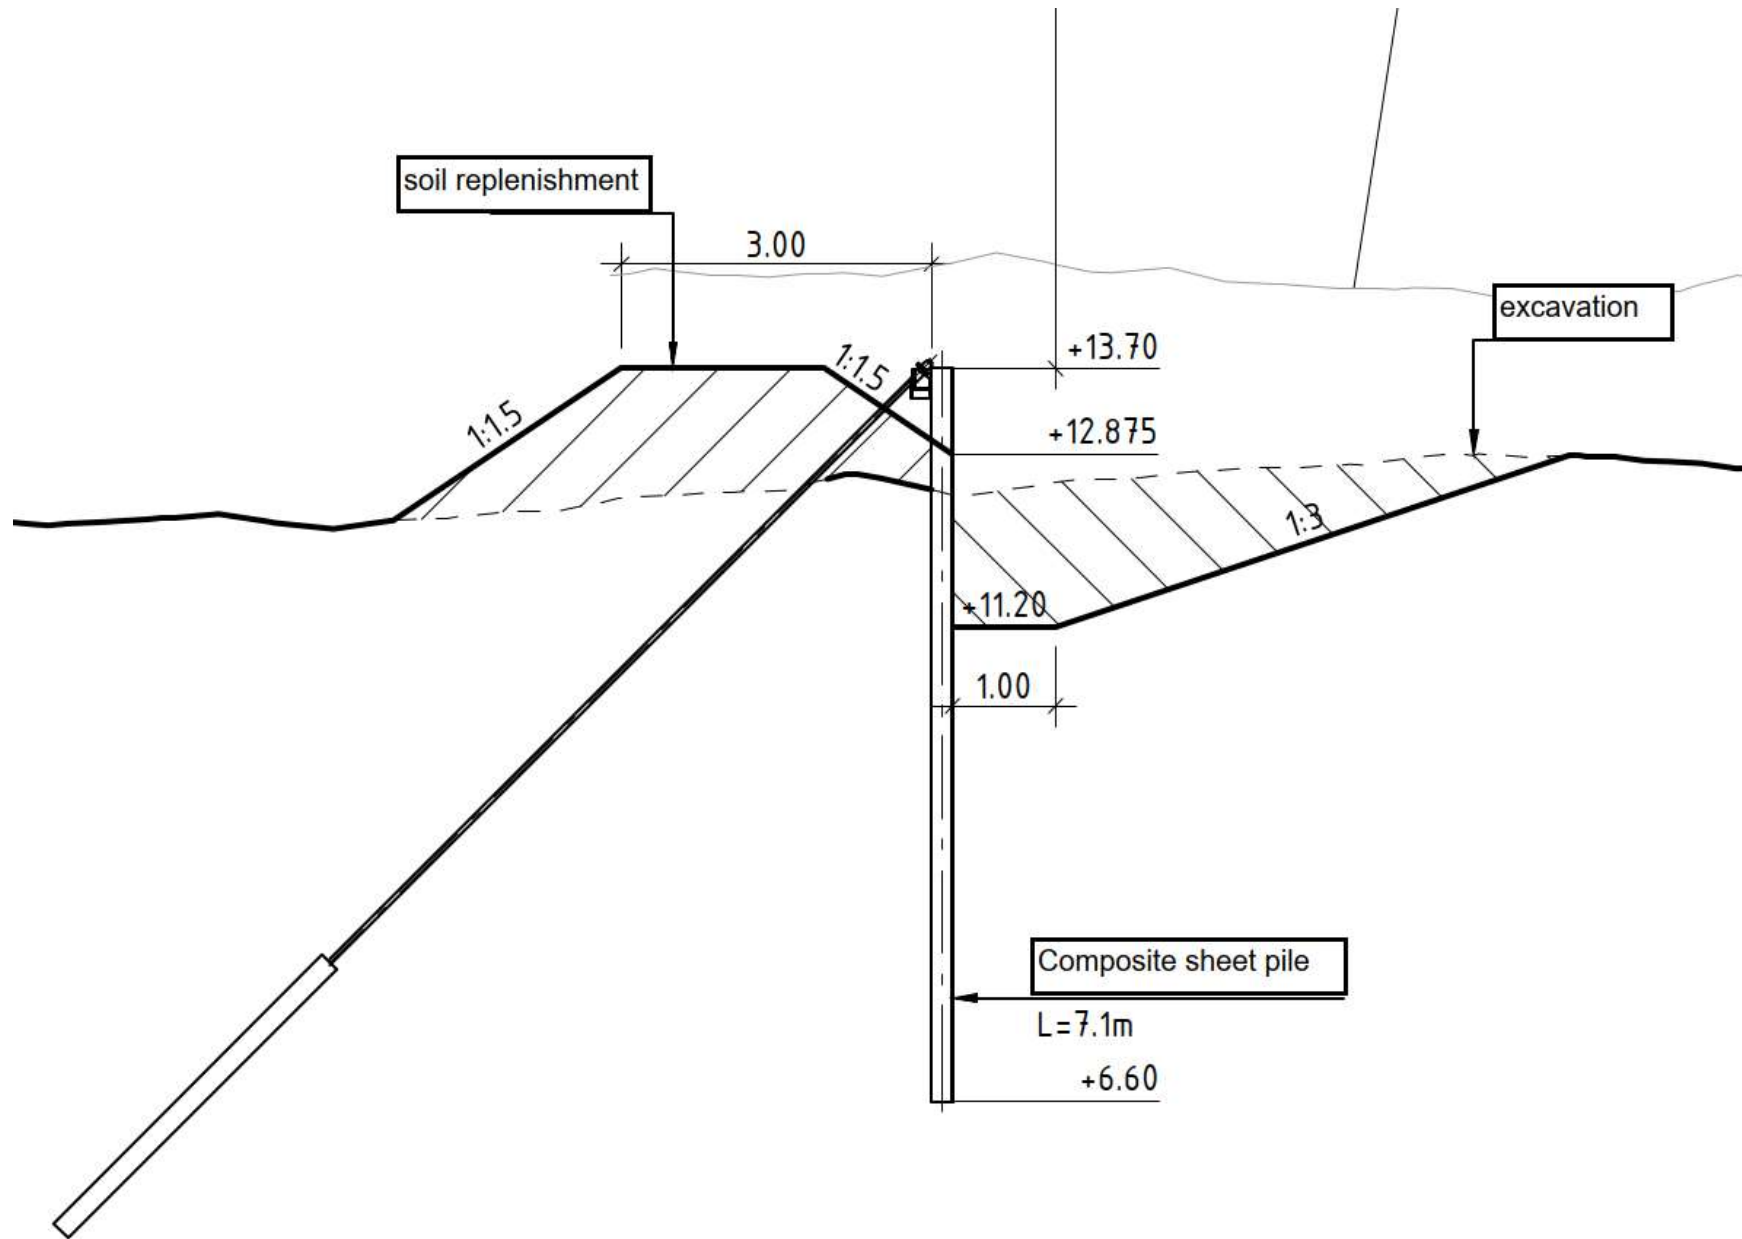 soil replenishment
3.00
excavation
1:1.5
+13.70
1:1.5
+12.875
1:3
+11.20
1.00
Composite sheet pile
L=7.1m
+6.60